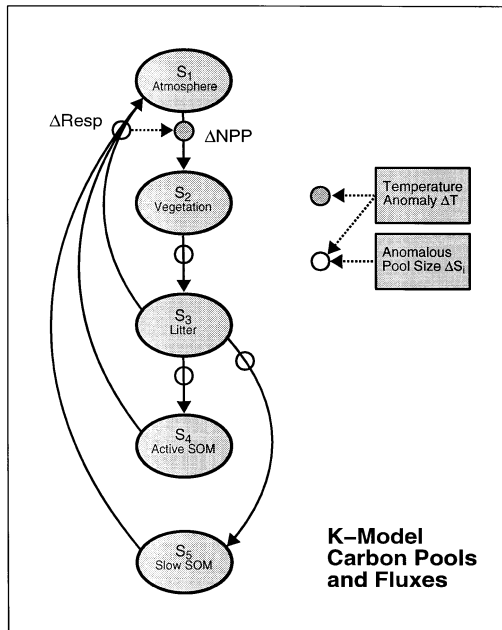 S1
Atmosphere
ΔResp
ΔNPP
S2
Vegetation
Temperature
Anomaly ΔT
Anomalous
Pool Size ΔSi
S3
Litter
S4
Active SOM
S5
Slow SOM
K–Model
Carbon Pools
and Fluxes